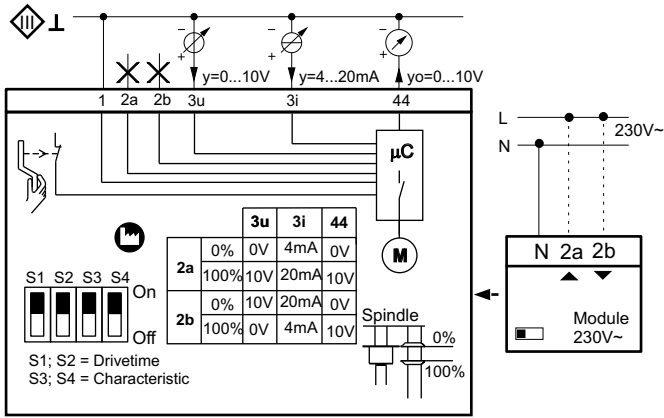 III ⊥
− + − + − +
y=0...10V y=4...20mA yo=0...10V
1 2a 2b 3u 3i 44
L
230V~
N
µC
3u 3i 44
2a 0% 0V 4mA 0V
100% 10V 20mA 10V
2b 0% 10V 20mA 0V
100% 0V 4mA 10V
M
N 2a 2b
Module
230V~
S1 S2 S3 S4
On
Off
Spindle
0%
100%
S1; S2 = Drivetime
S3; S4 = Characteristic